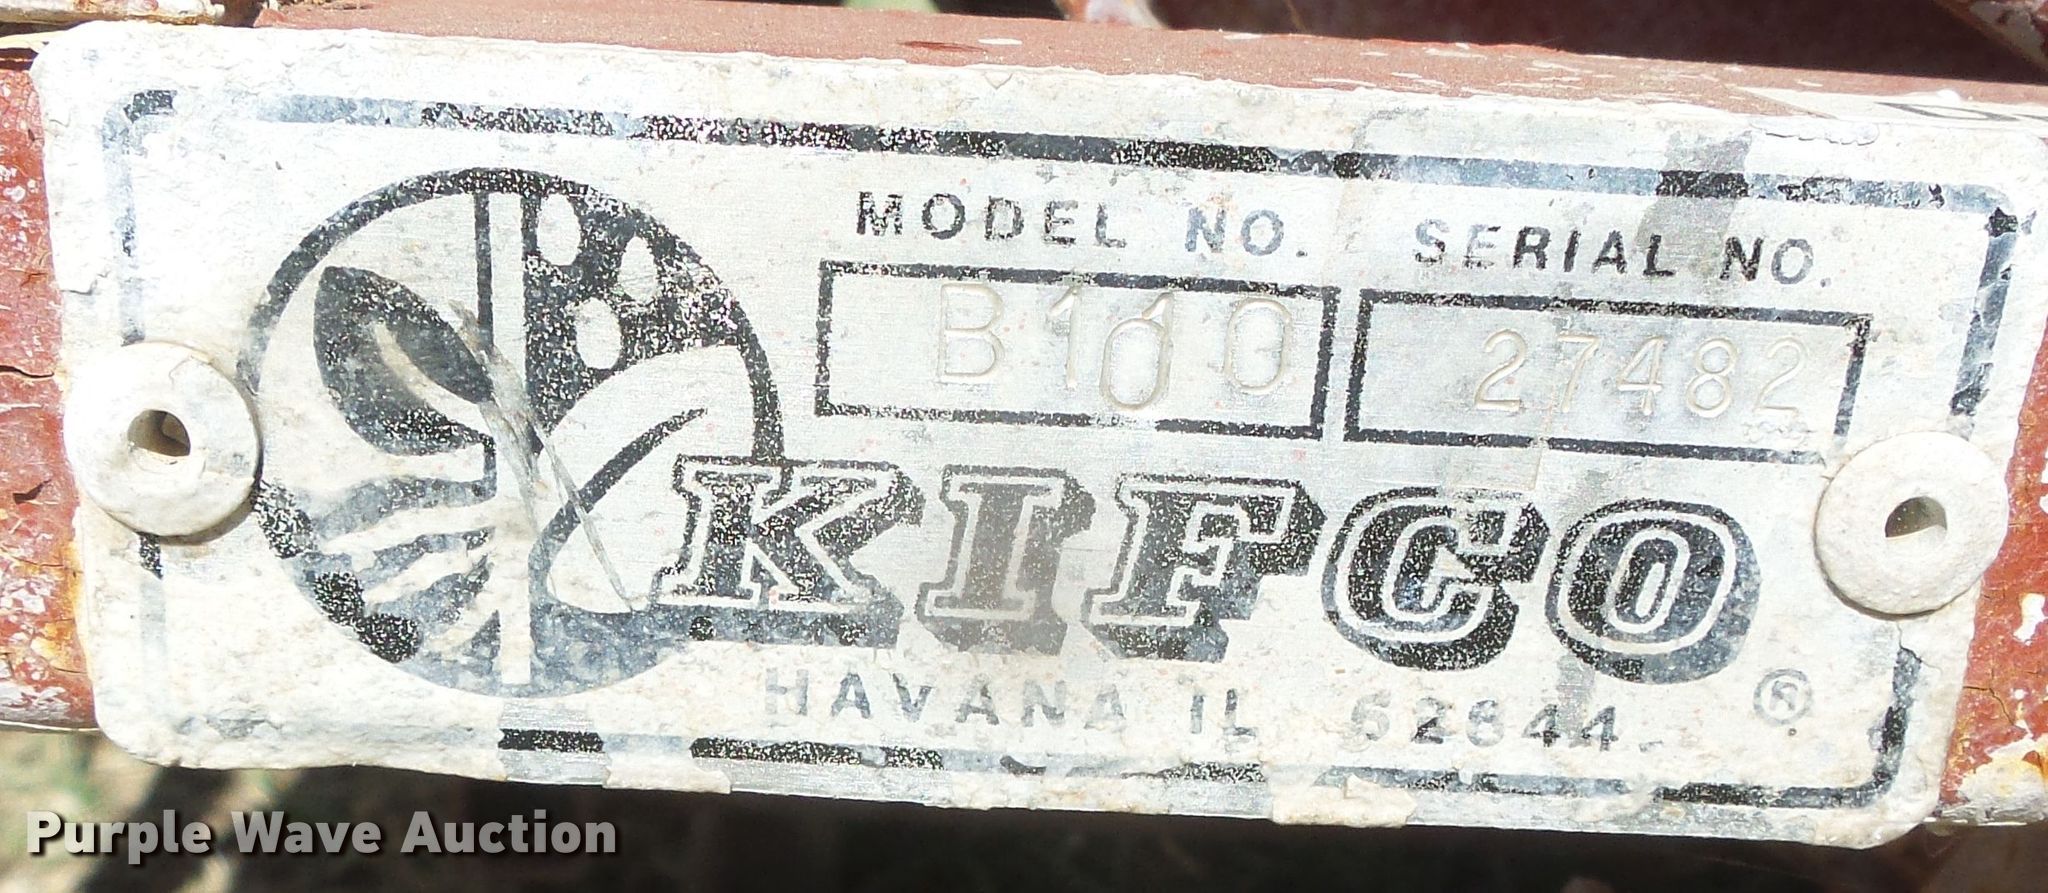 MODEL NO. SERIAL NO.
B110 27482
KIFCO
®
HAVANA IL 62644
Purple Wave Auction